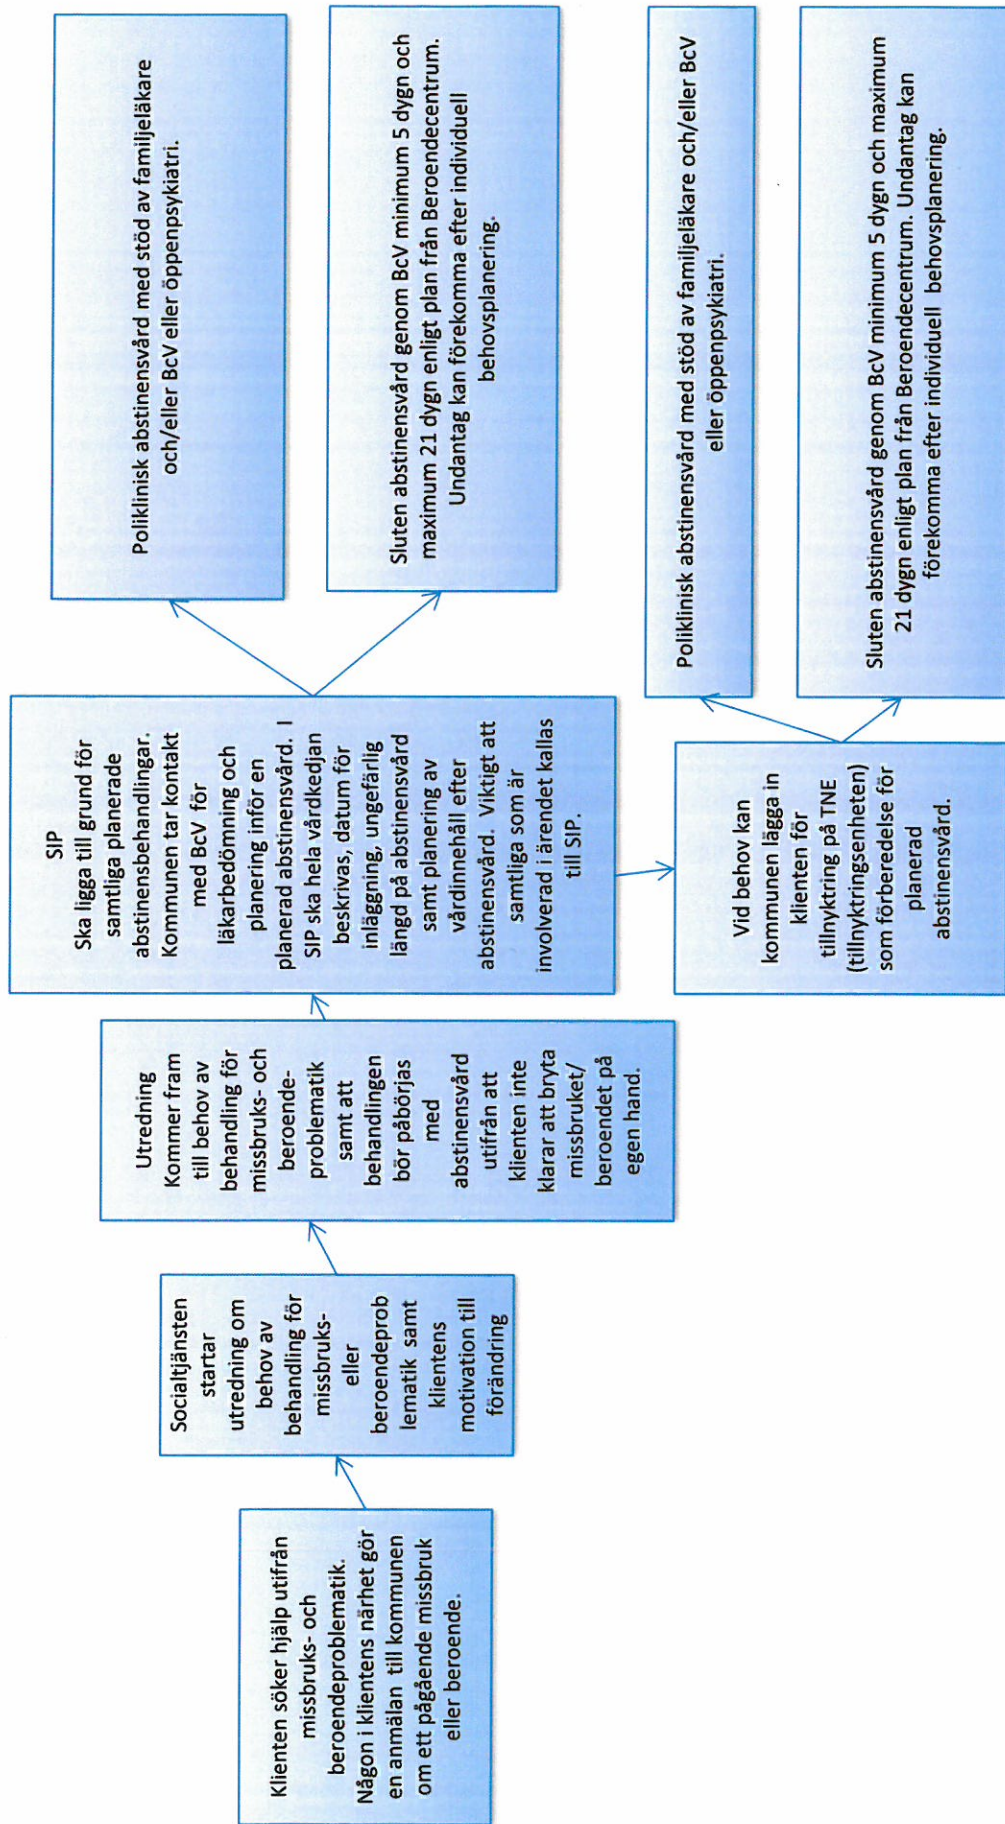 Klienten söker hjälp utifrån
missbruks- och
beroendeproblematik.
Någon i klientens närhet gör
en anmälan till kommunen
om ett pågående missbruk
eller beroende.
Socialtjänsten
startar
utredning om
behov av
behandling för
missbruks-
eller
beroendeprob
lematik samt
klientens
motivation till
förändring
Utredning
Kommer fram
till behov av
behandling för
missbruks- och
beroende-
problematik
samt att
behandlingen
bör påbörjas
med
abstinensvård
utifrån att
klienten inte
klarar att bryta
missbruket/
beroendet på
egen hand.
SIP
Ska ligga till grund för
samtliga planerade
abstinensbehandlingar.
Kommunen tar kontakt
med BcV för
läkarbedömning och
planering inför en
planerad abstinensvård. I
SIP ska hela vårdkedjan
beskrivas, datum för
inläggning, ungefärlig
längd på abstinensvård
samt planering av
vårdinnehåll efter
abstinensvård. Viktigt att
samtliga som är
involverad i ärendet kallas
till SIP.
Poliklinisk abstinensvård med stöd av familjeläkare
och/eller BcV eller öppenpsykiatri.
Sluten abstinensvård genom BcV minimum 5 dygn och
maximum 21 dygn enligt plan från Beroendecentrum.
Undantag kan förekomma efter individuell
behovsplanering.
Vid behov kan
kommunen lägga in
klienten för
tillnyktring på TNE
(tillnyktringsenheten)
som förberedelse för
planerad
abstinensvård.
Poliklinisk abstinensvård med stöd av familjeläkare och/eller BcV
eller öppenpsykiatri.
Sluten abstinensvård genom BcV minimum 5 dygn och maximum
21 dygn enligt plan från Beroendecentrum. Undantag kan
förekomma efter individuell behovsplanering.